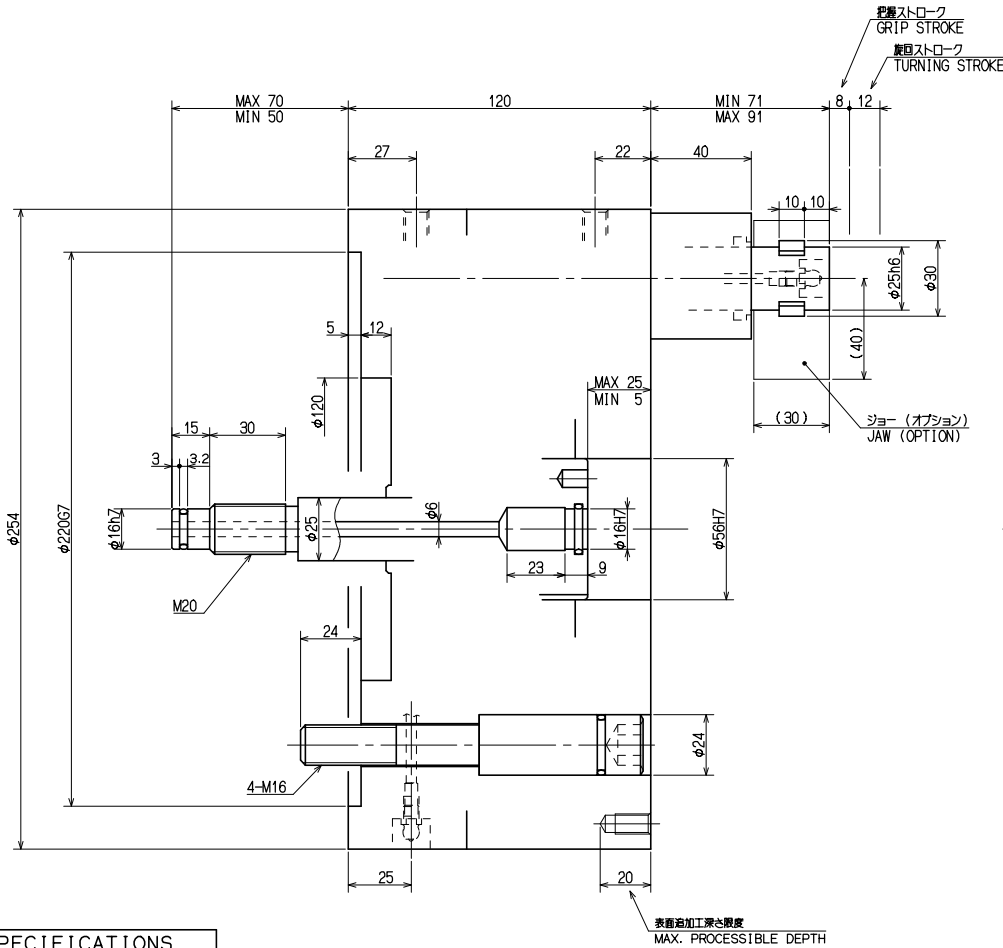 把握ストローク
GRIP STROKE
旋回ストローク
TURNING STROKE
MAX 70
MIN 50
120
MIN 71
MAX 91
8
12
27
22
40
10
10
φ254
φ220G7
5
12
φ120
φ25h6
φ30
(40)
MAX 25
MIN 5
(30)
ジョー (オプション)
JAW (OPTION)
15
30
3
3.2
φ16h7
φ25
φ6
φ16H7
φ56H7
23
9
M20
24
φ24
4-M16
25
20
表面追加工深さ限度
MAX. PROCESSIBLE DEPTH
PECIFICATIONS